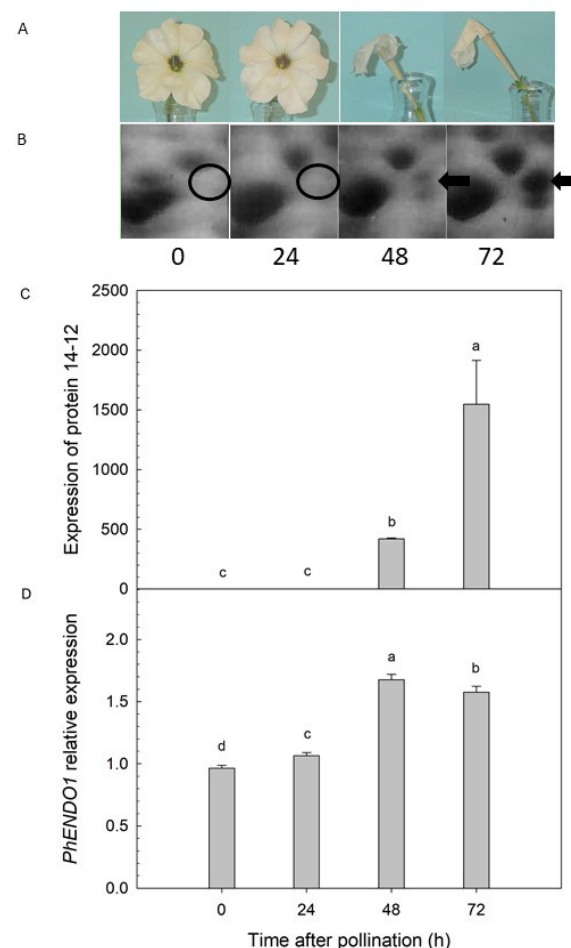 A
B
0 24 48 72
C
2500
2000
1500
1000
500
0
Expression of protein 14-12
c c b a
D
2.0
1.5
1.0
0.5
0.0
PhENDO1 relative expression
d c a b
0 24 48 72
Time after pollination (h)